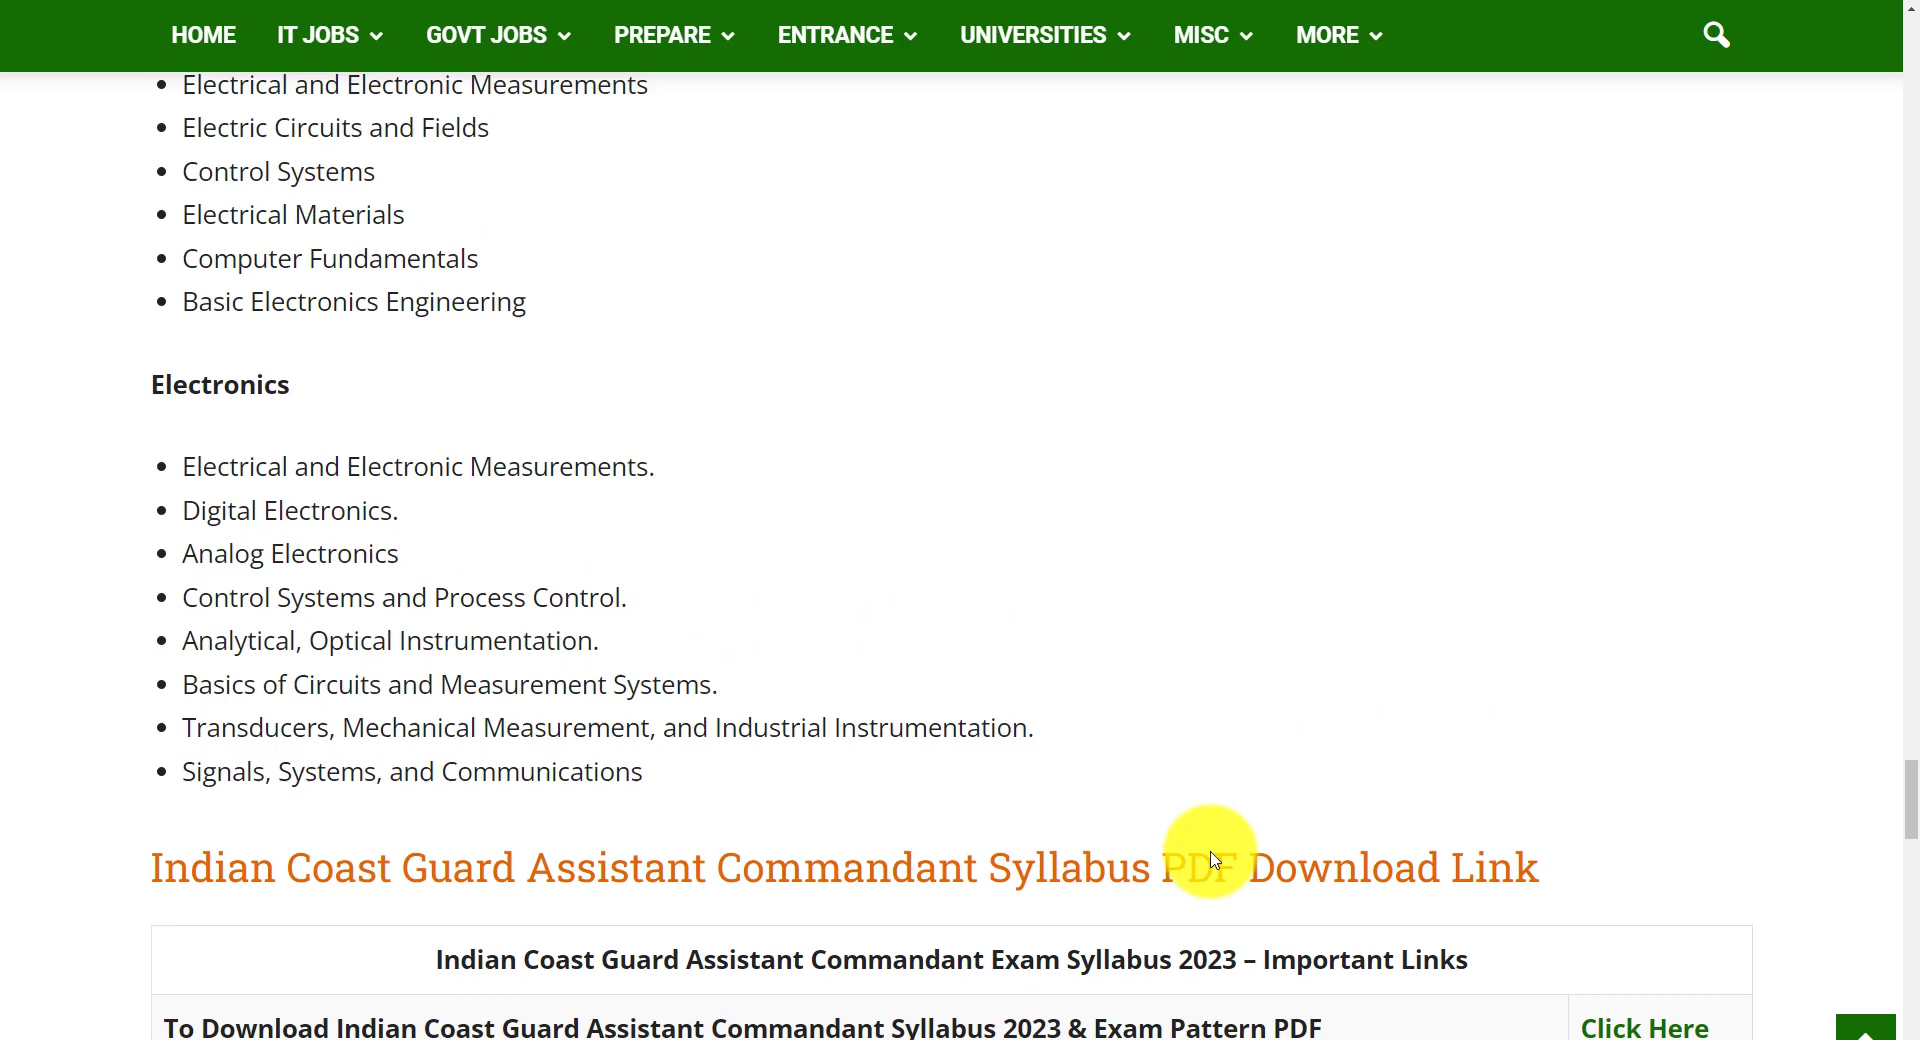 HOME IT JOBS GOVT JOBS PREPARE ENTRANCE UNIVERSITIES MISC MORE
Electrical and Electronic Measurements
Electric Circuits and Fields
Control Systems
Electrical Materials
Computer Fundamentals
Basic Electronics Engineering
Electronics
Electrical and Electronic Measurements.
Digital Electronics.
Analog Electronics
Control Systems and Process Control.
Analytical, Optical Instrumentation.
Basics of Circuits and Measurement Systems.
Transducers, Mechanical Measurement, and Industrial Instrumentation.
Signals, Systems, and Communications
Indian Coast Guard Assistant Commandant Syllabus PDF Download Link
Indian Coast Guard Assistant Commandant Exam Syllabus 2023 – Important Links
To Download Indian Coast Guard Assistant Commandant Syllabus 2023 & Exam Pattern PDF Click Here